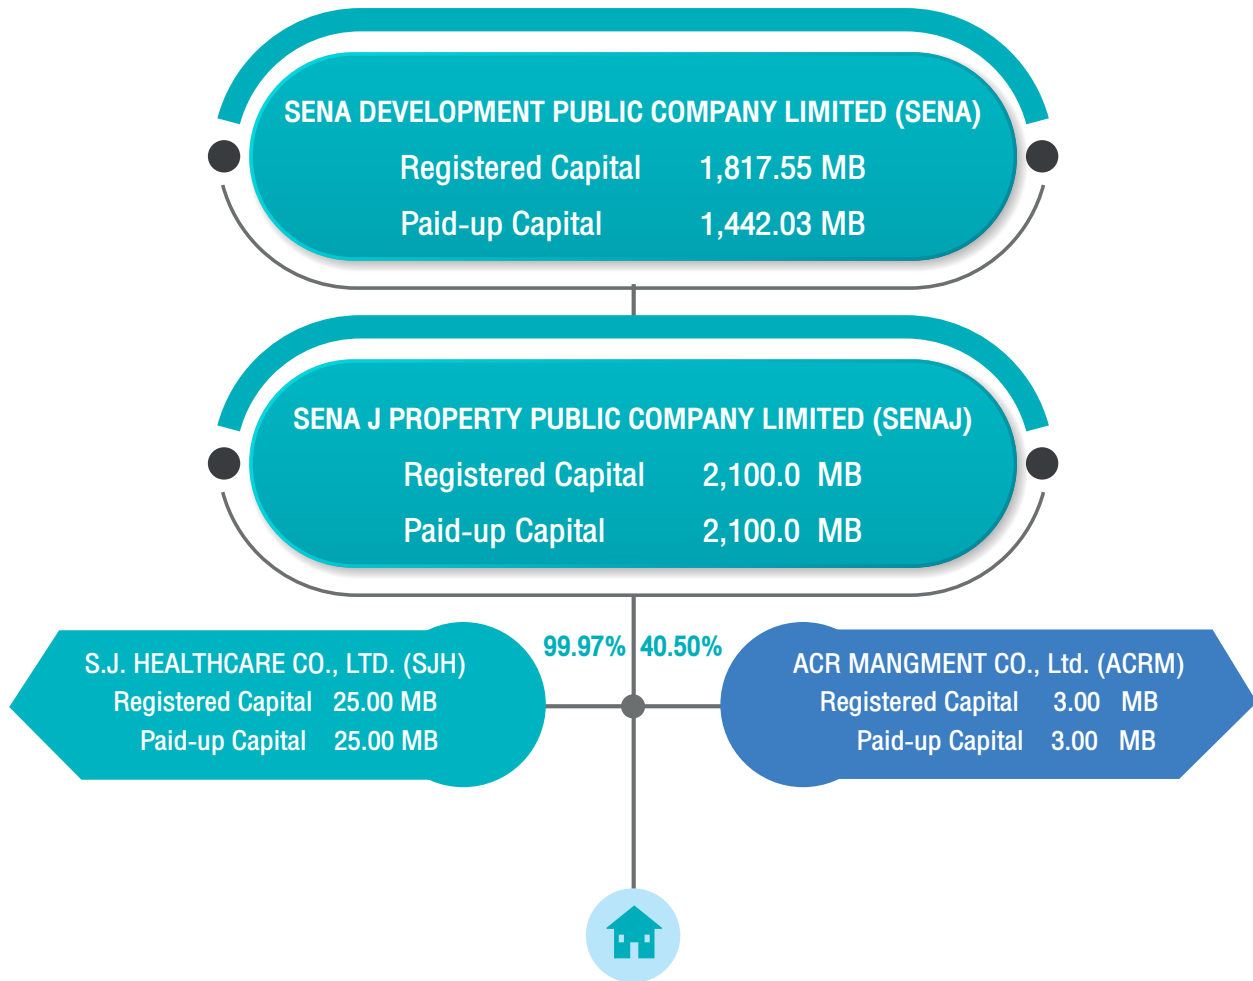 SENA DEVELOPMENT PUBLIC COMPANY LIMITED (SENA)
Registered Capital 1,817.55 MB
Paid-up Capital 1,442.03 MB
SENA J PROPERTY PUBLIC COMPANY LIMITED (SENAJ)
Registered Capital 2,100.0 MB
Paid-up Capital 2,100.0 MB
99.97% 40.50%
S.J. HEALTHCARE CO., LTD. (SJH)
Registered Capital 25.00 MB
Paid-up Capital 25.00 MB
ACR MANGMENT CO., Ltd. (ACRM)
Registered Capital 3.00 MB
Paid-up Capital 3.00 MB